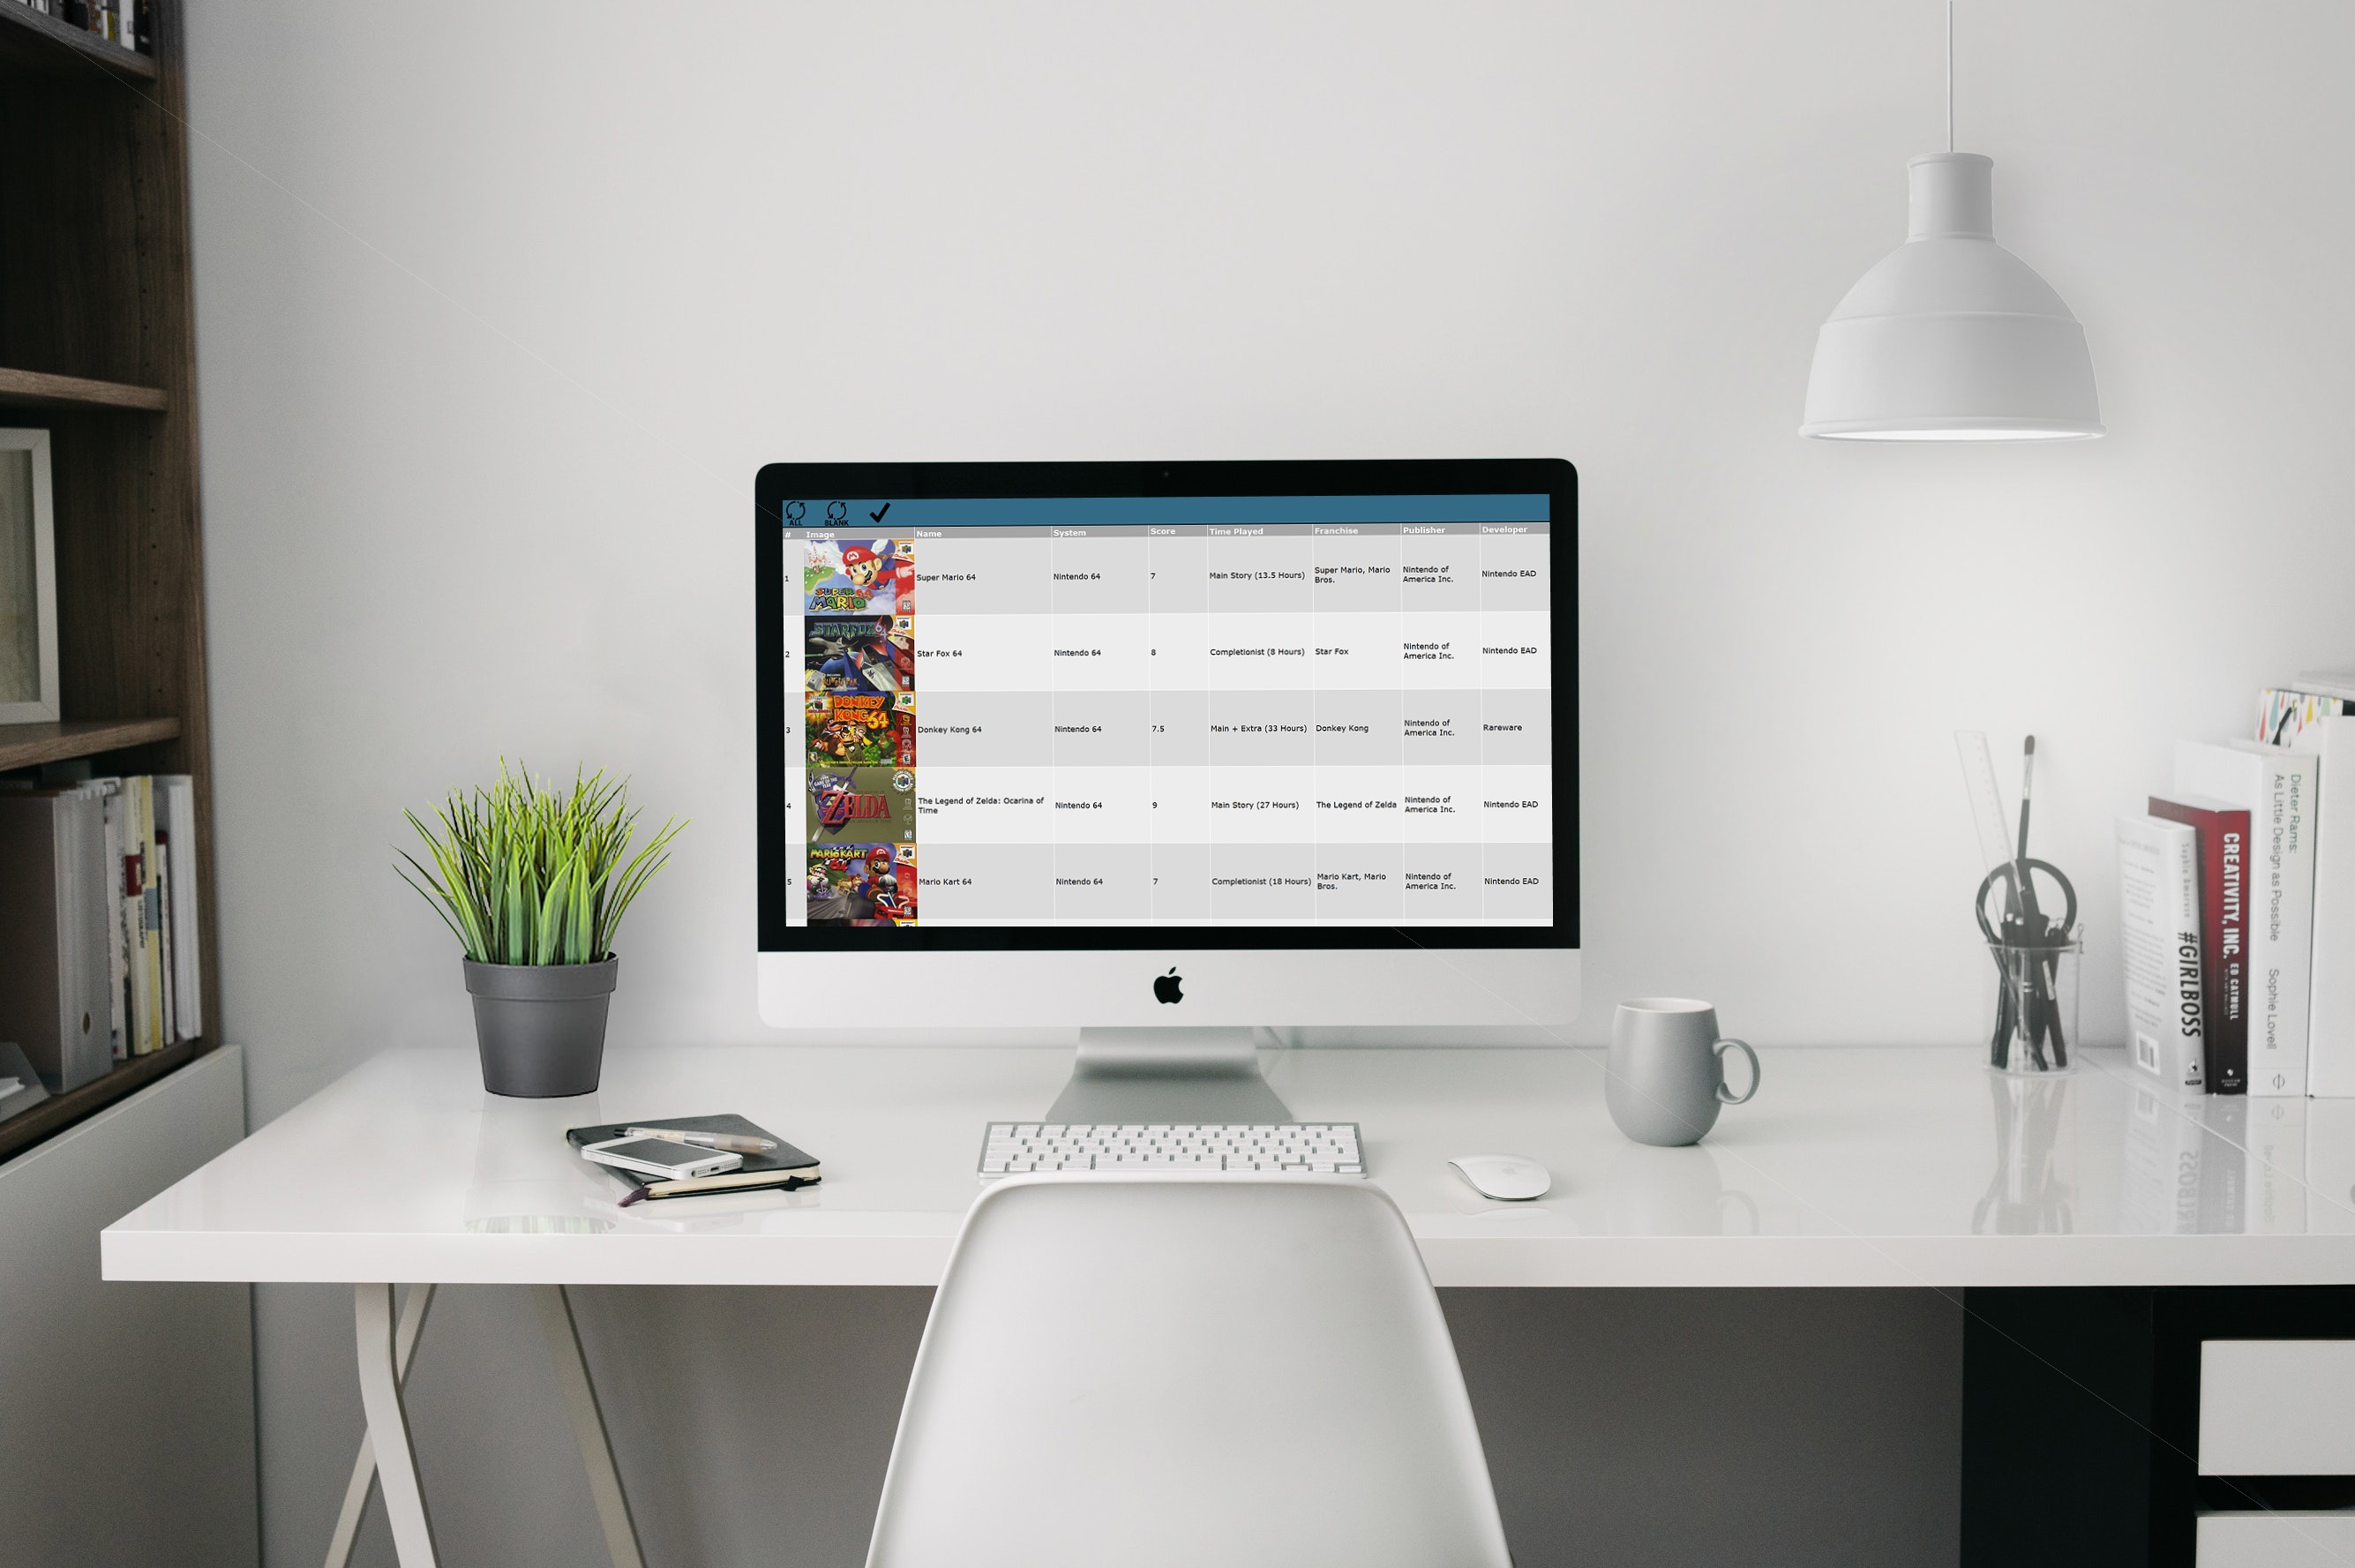 ALL
BLANK
# Image Name System Score Time Played Franchise Publisher Developer
1 Super Mario 64 Nintendo 64 7 Main Story (13.5 Hours) Super Mario, Mario Bros. Nintendo of America Inc. Nintendo EAD
SUPER
MARIO
64
2 Star Fox 64 Nintendo 64 8 Completionist (8 Hours) Star Fox Nintendo of America Inc. Nintendo EAD
STARFOX
64
3 Donkey Kong 64 Nintendo 64 7.5 Main + Extra (33 Hours) Donkey Kong Nintendo of America Inc. Rareware
DONKEY
KONG 64
4 The Legend of Zelda: Ocarina of Time Nintendo 64 9 Main Story (27 Hours) The Legend of Zelda Nintendo of America Inc. Nintendo EAD
ZELDA
5 Mario Kart 64 Nintendo 64 7 Completionist (18 Hours) Mario Kart, Mario Bros. Nintendo of America Inc. Nintendo EAD
MARIOKART
64
Sophia Amoruso
#GIRLBOSS
CREATIVITY, INC.
ED CATMULL
Dieter Rams:
As Little Design as Possible
Sophie Lovell